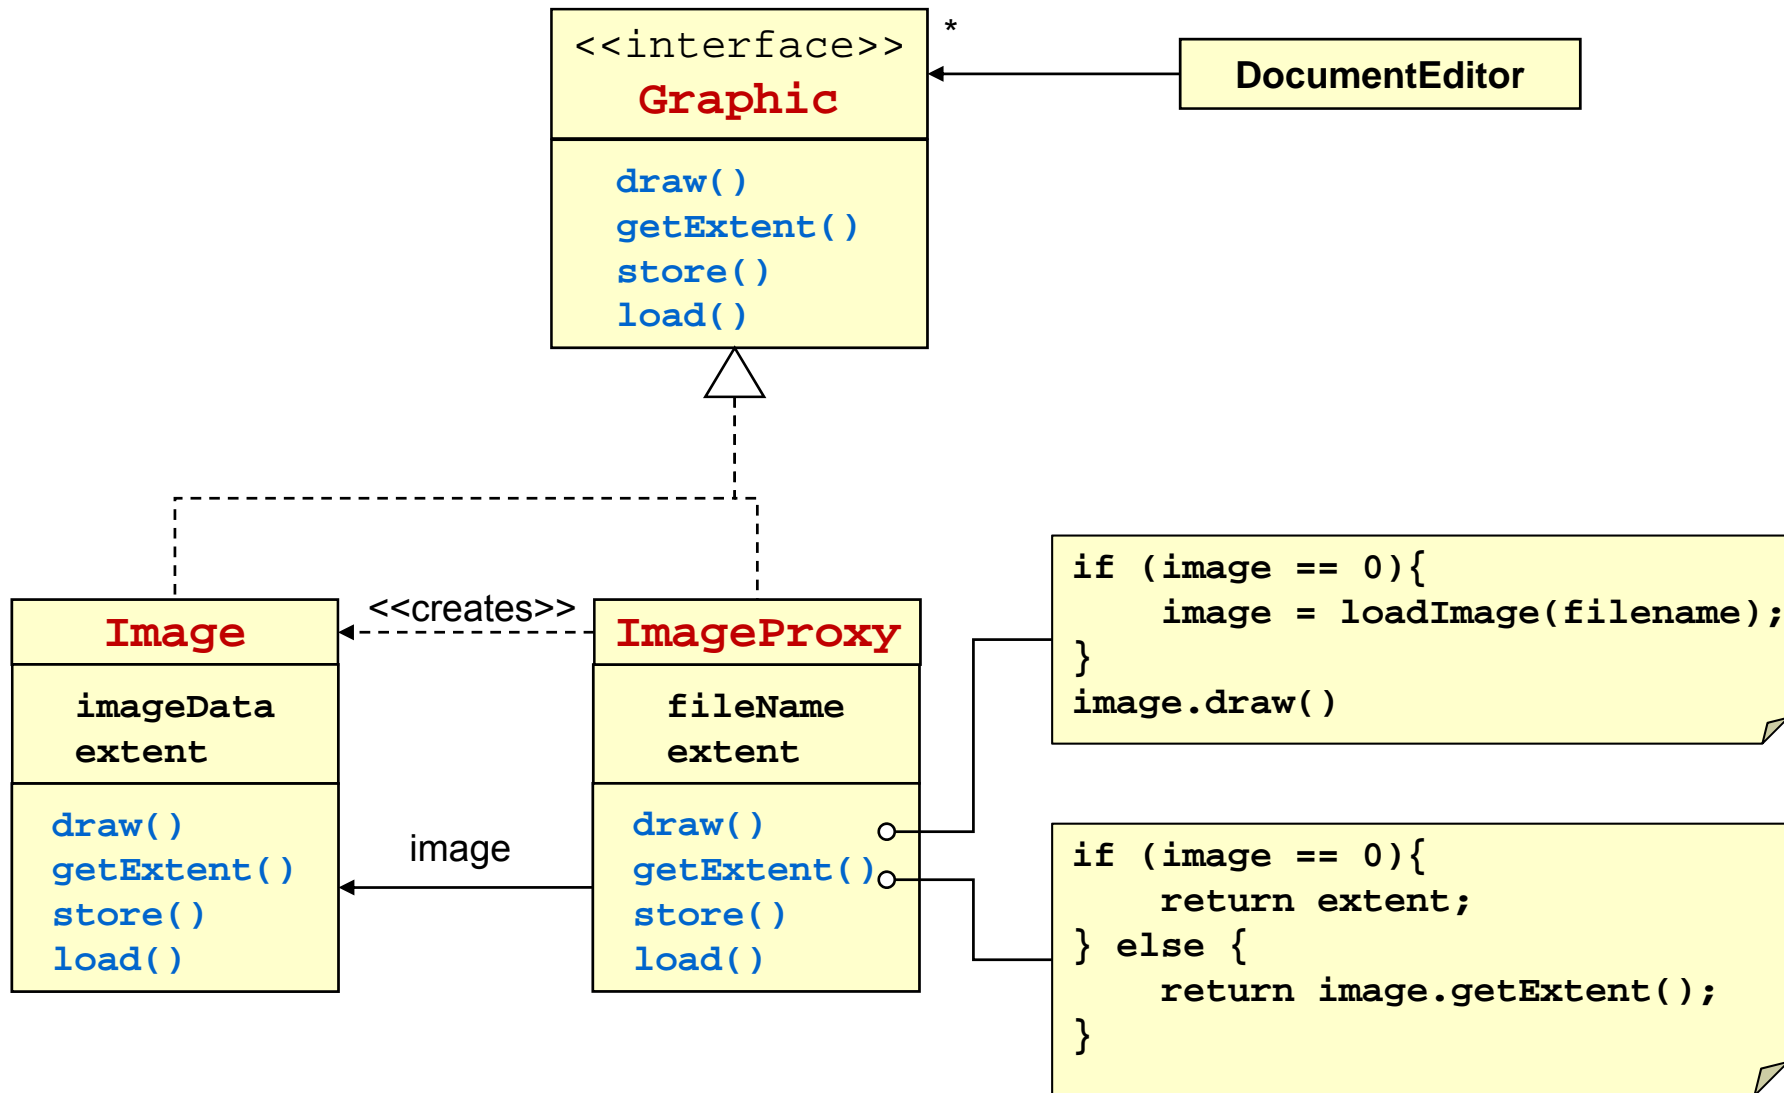 <<interface>>
Graphic
draw()
getExtent()
store()
load()
*
DocumentEditor
Image
imageData
extent
draw()
getExtent()
store()
load()
<<creates>>
image
ImageProxy
fileName
extent
draw()
getExtent()
store()
load()
if (image == 0){
image = loadImage(filename);
}
image.draw()
if (image == 0){
return extent;
} else {
return image.getExtent();
}